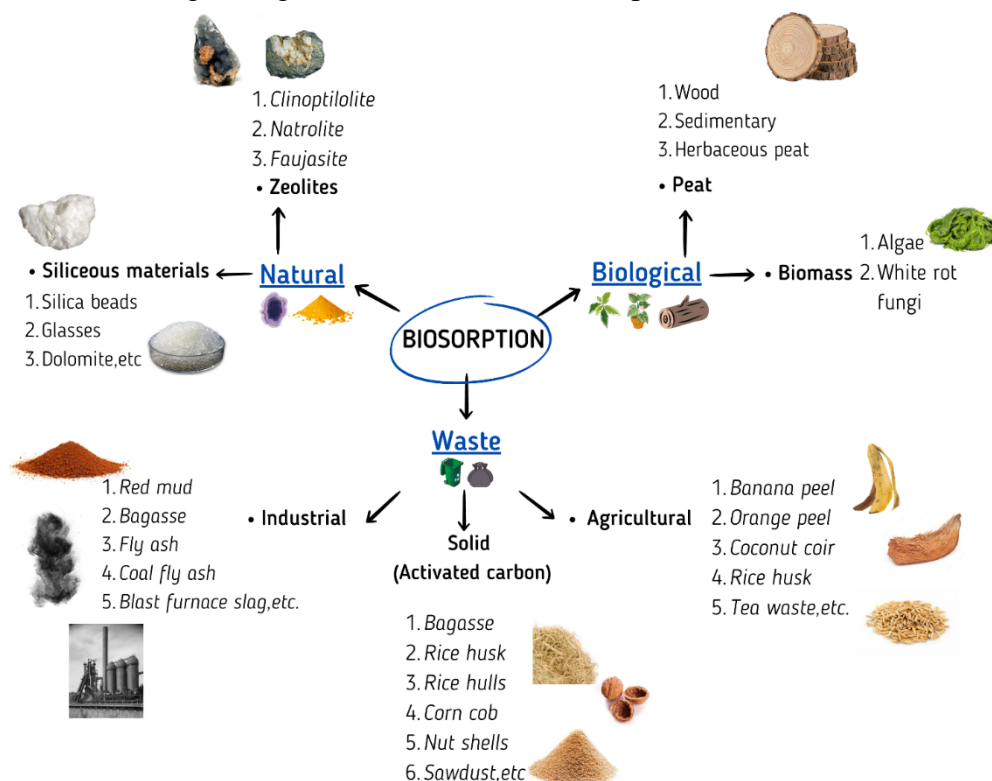 1. Clinoptilolite
2. Natrolite
3. Faujasite
• Zeolites
1. Wood
2. Sedimentary
3. Herbaceous peat
• Peat
• Siliceous materials
1. Silica beads
2. Glasses
3. Dolomite,etc
Natural
Biological
• Biomass
1. Algae
2. White rot
fungi
BIOSORPTION
Waste
• Industrial
1. Red mud
2. Bagasse
3. Fly ash
4. Coal fly ash
5. Blast furnace slag,etc.
Solid
(Activated carbon)
1. Bagasse
2. Rice husk
3. Rice hulls
4. Corn cob
5. Nut shells
6. Sawdust,etc
• Agricultural
1. Banana peel
2. Orange peel
3. Coconut coir
4. Rice husk
5. Tea waste,etc.